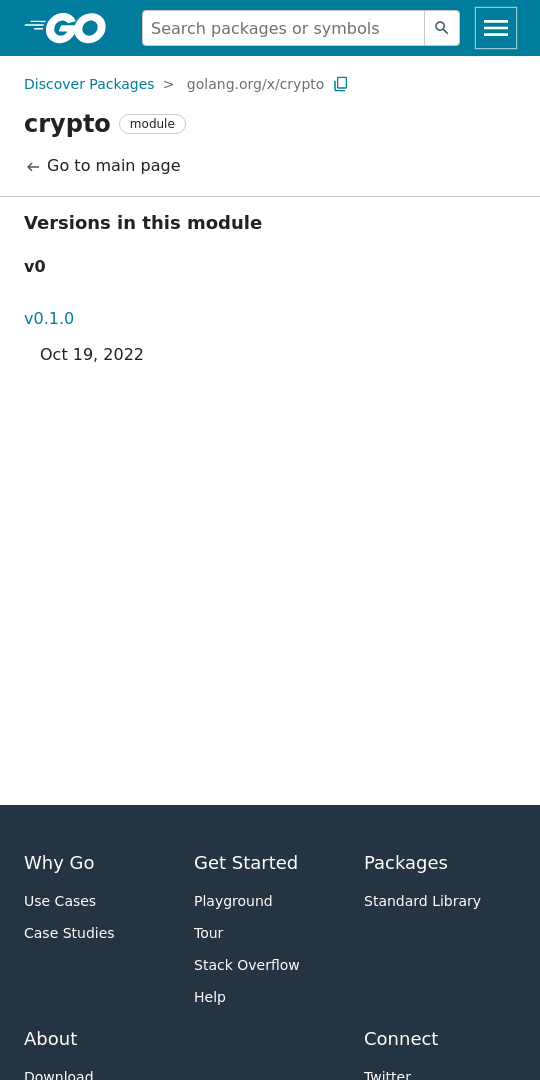 GO
Search packages or symbols
Discover Packages > golang.org/x/crypto
crypto module
← Go to main page
Versions in this module
v0
v0.1.0
Oct 19, 2022
Why Go
Use Cases
Case Studies
Get Started
Playground
Tour
Stack Overflow
Help
Packages
Standard Library
About
Download
Connect
Twitter